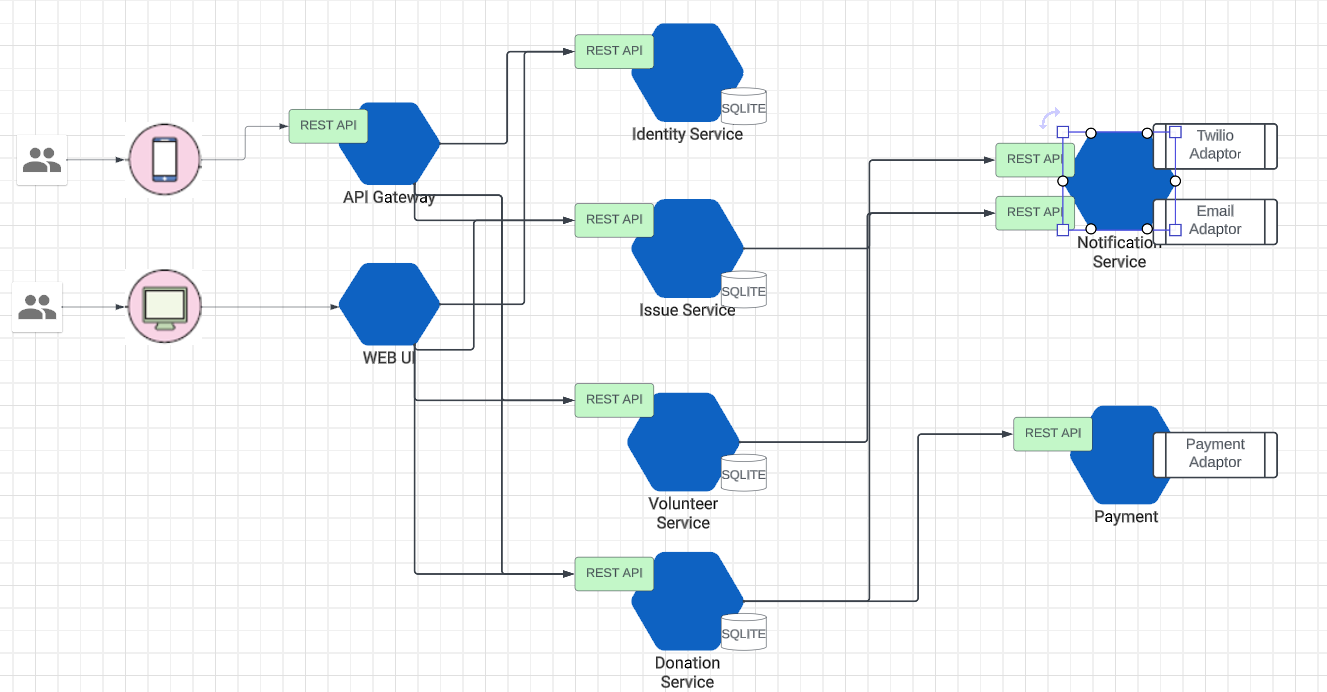 REST API
SQLITE
Identity Service
REST API
API Gateway
REST API
Twilio
Adaptor
REST API
Email
Adaptor
Notification
Service
REST API
SQLITE
Issue Service
WEB UI
REST API
SQLITE
Volunteer
Service
REST API
Payment
Adaptor
Payment
REST API
SQLITE
Donation
Service